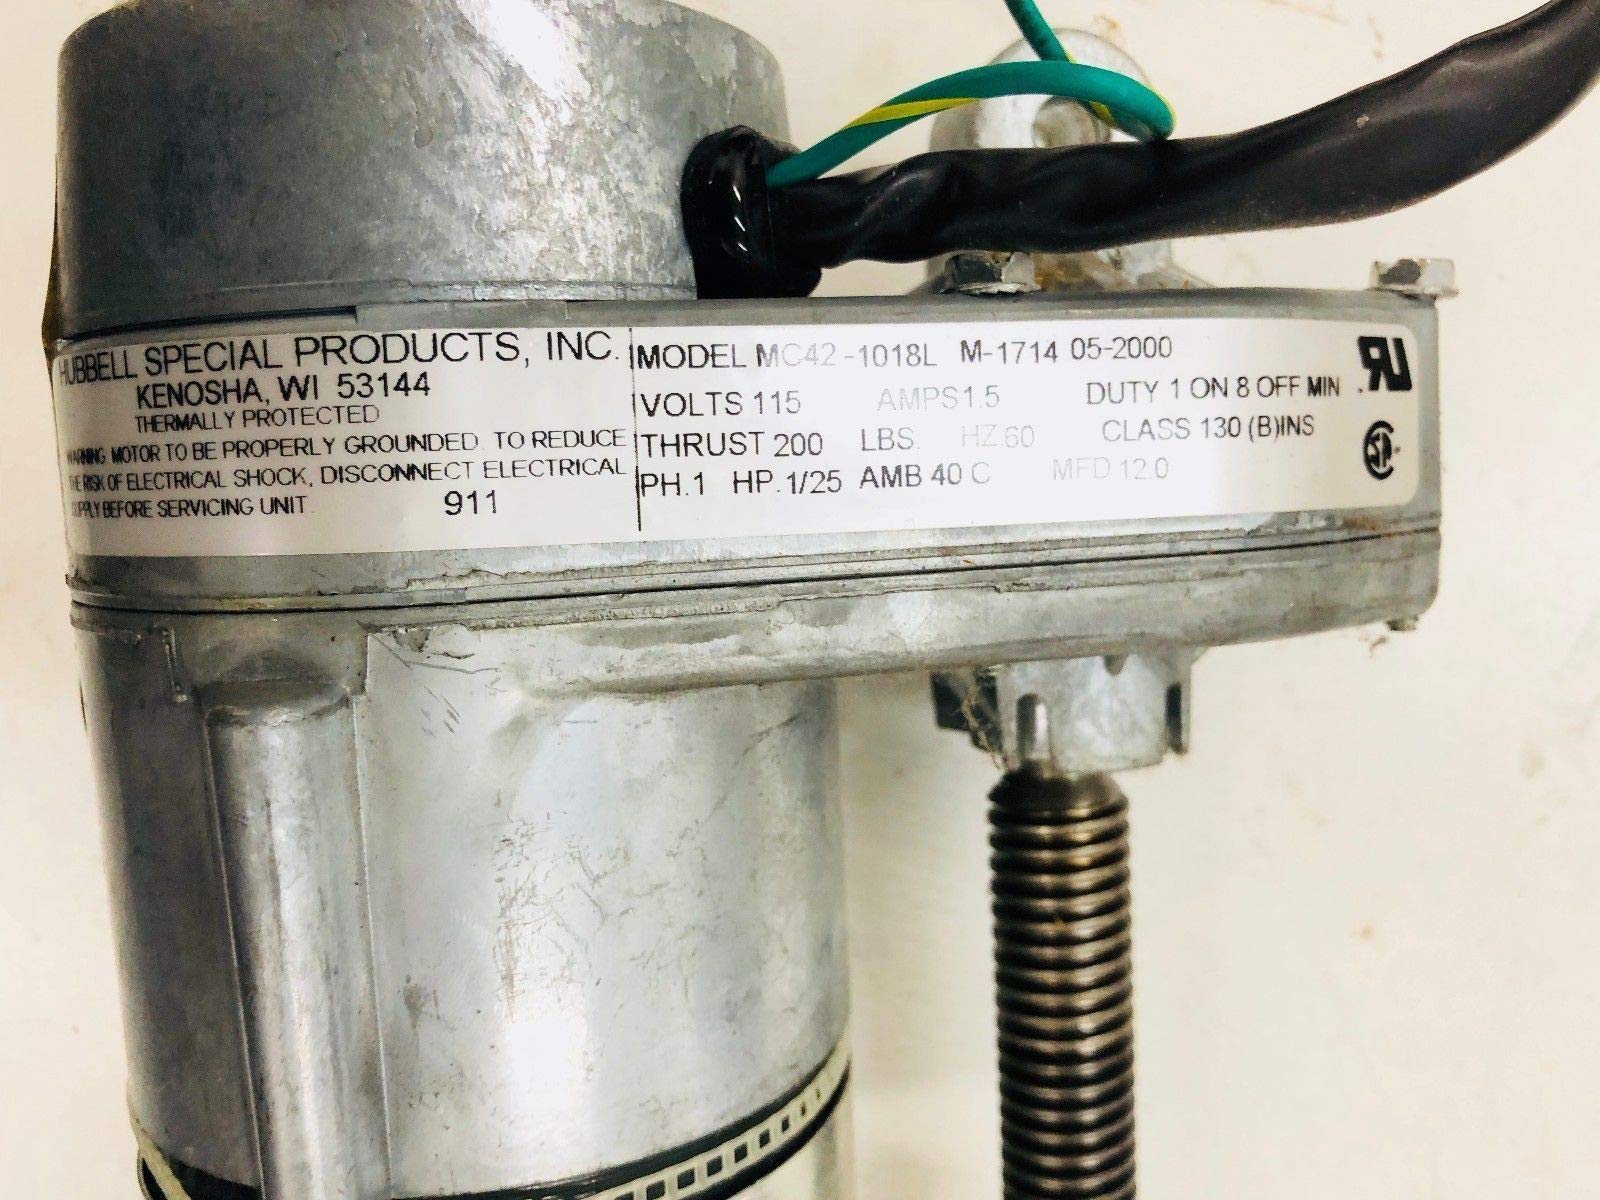 HUBBELL SPECIAL PRODUCTS, INC.
KENOSHA, WI 53144
THERMALLY PROTECTED
WARNING MOTOR TO BE PROPERLY GROUNDED. TO REDUCE
THE RISK OF ELECTRICAL SHOCK, DISCONNECT ELECTRICAL
SUPPLY BEFORE SERVICING UNIT.
911
MODEL MC42-1018L M-1714 05-2000
VOLTS 115 AMPS 1.5 DUTY 1 ON 8 OFF MIN.
THRUST 200 LBS. HZ.60 CLASS 130 (B)INS
PH.1 HP. 1/25 AMB 40 C MFD 12.0